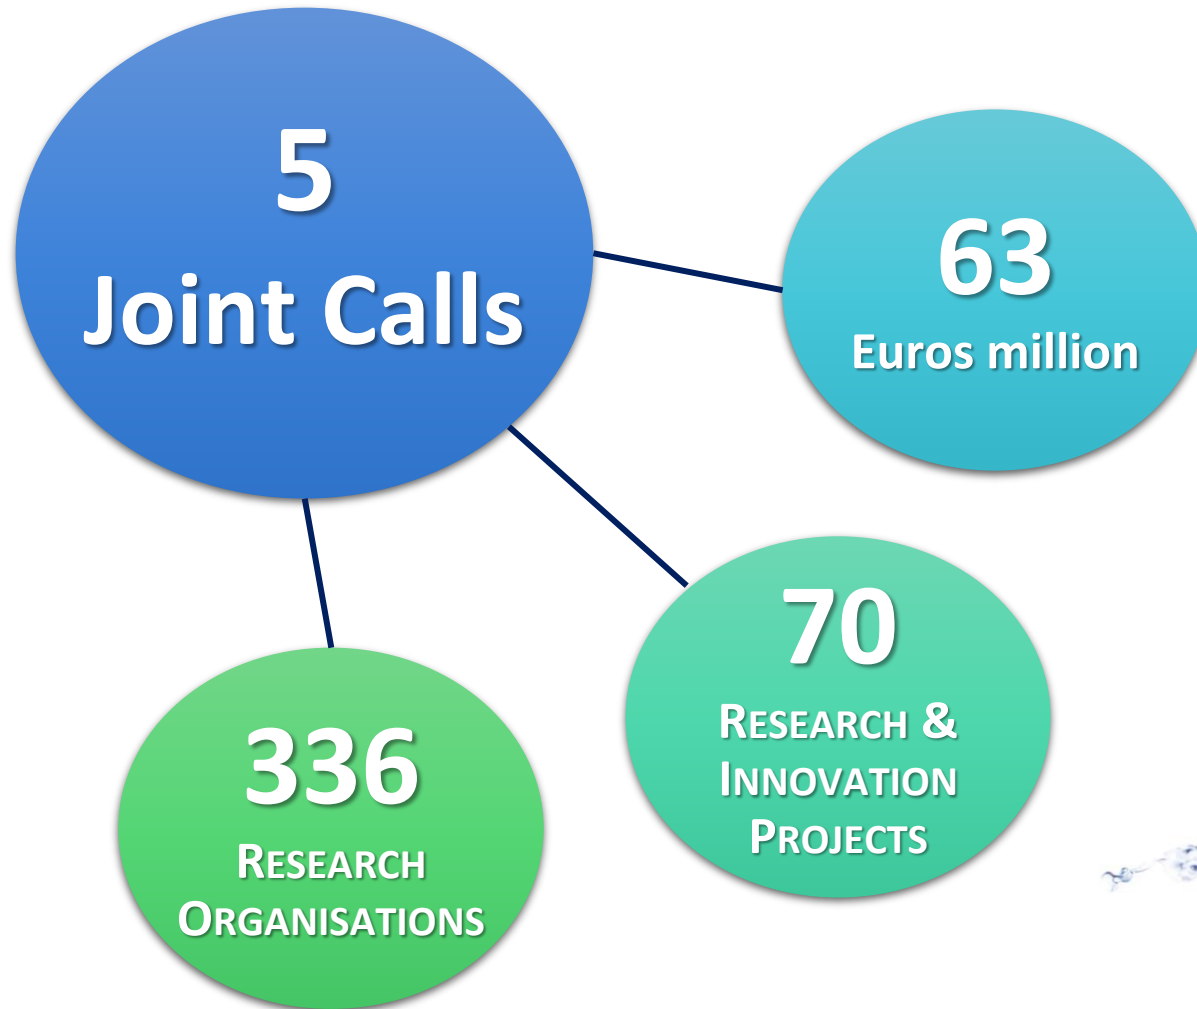 5
Joint Calls
63
Euros million
70
RESEARCH &
INNOVATION
PROJECTS
336
RESEARCH
ORGANISATIONS